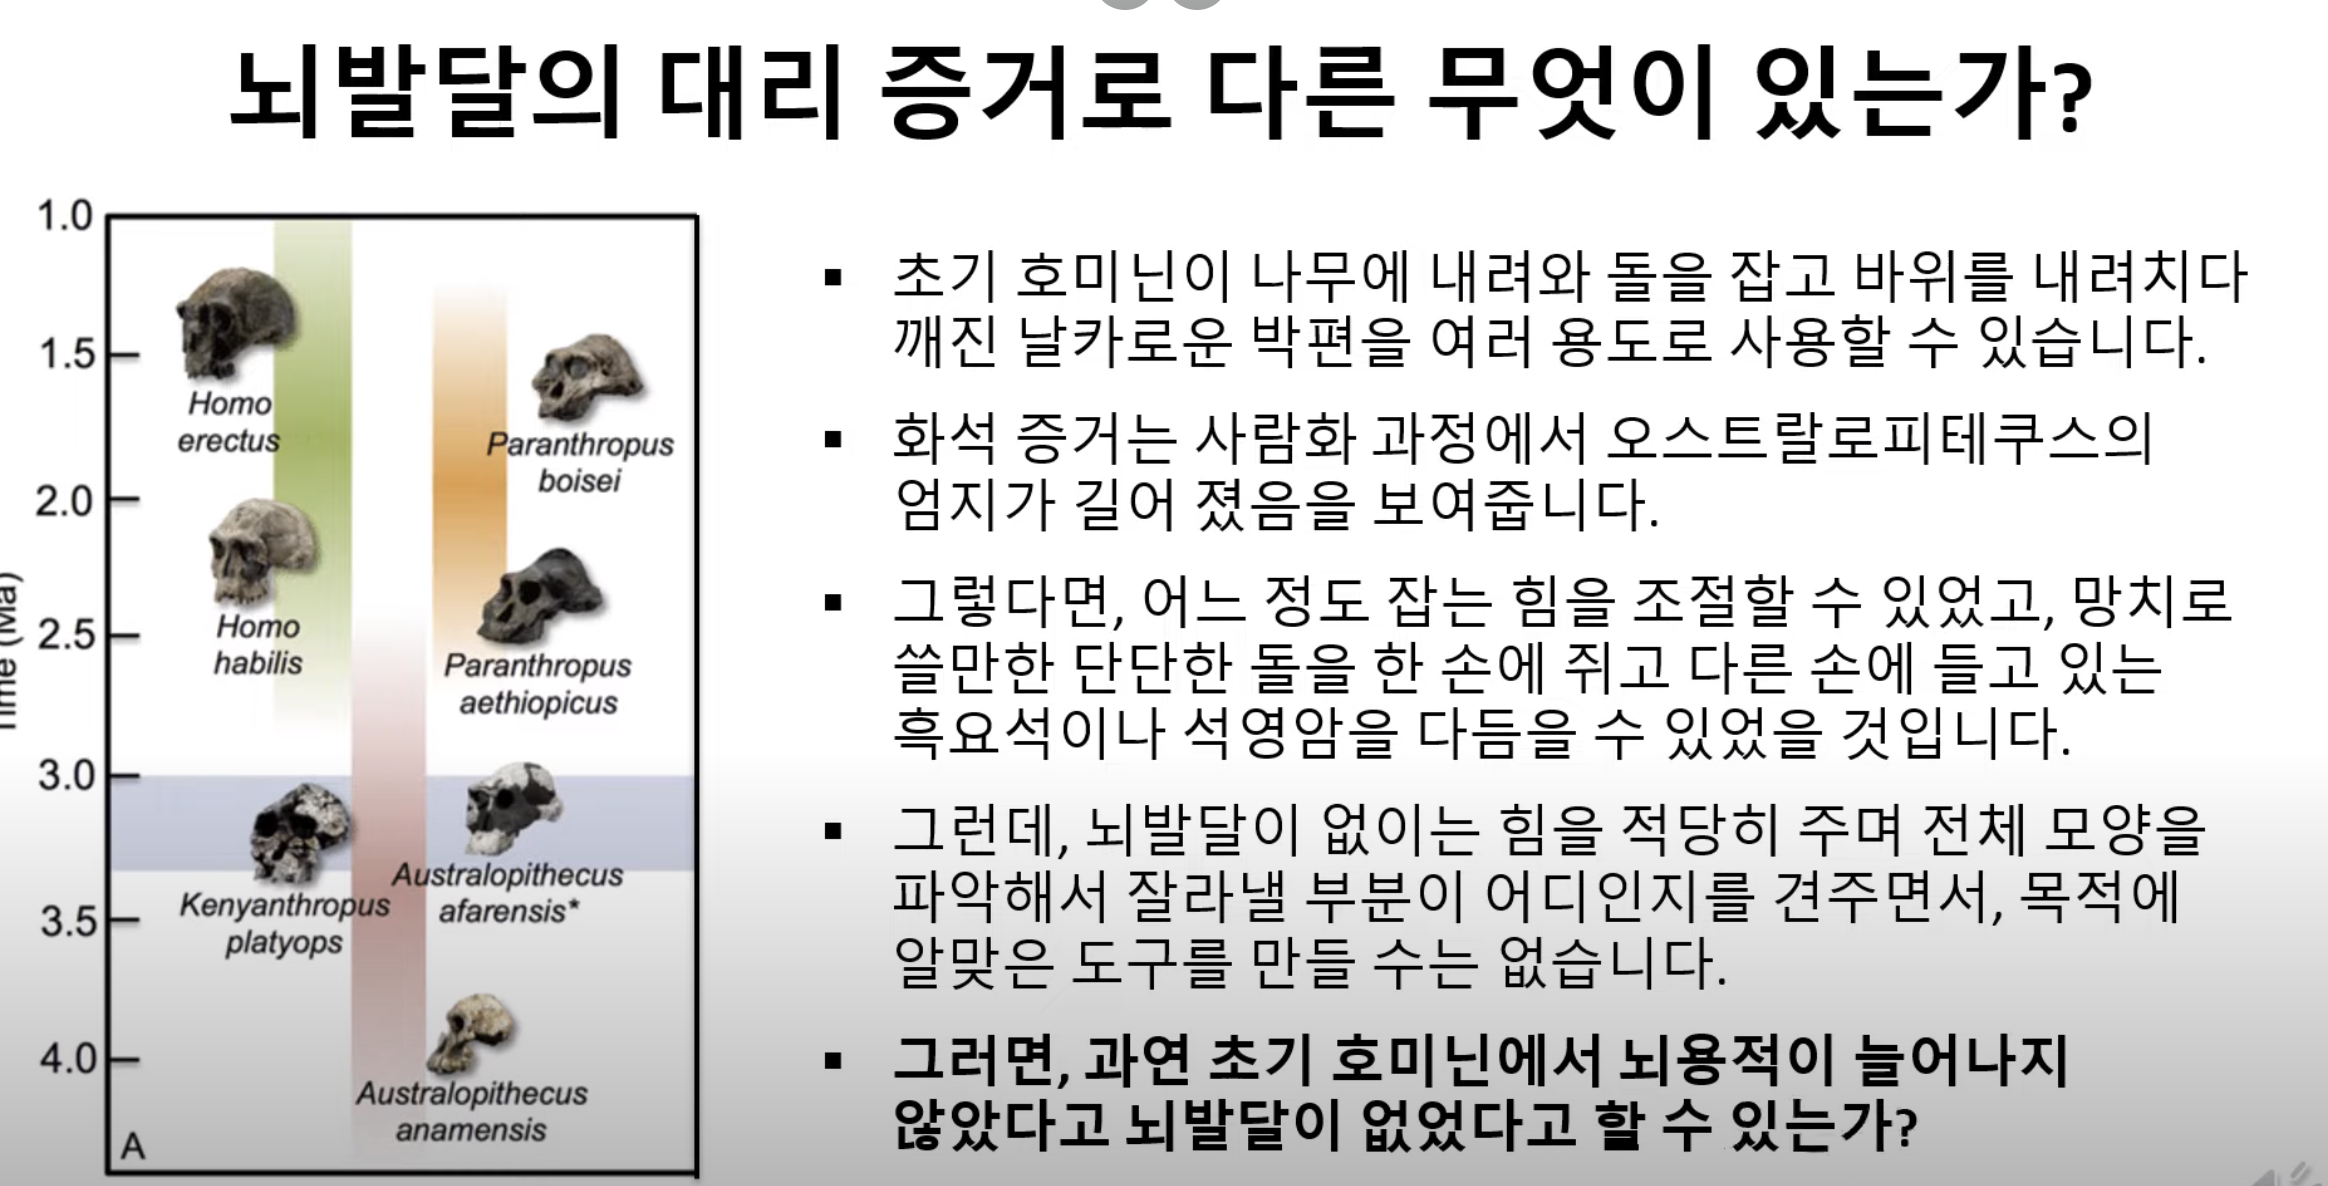 뇌발달의 대리 증거로 다른 무엇이 있는가?
1.0
1.5
2.0
2.5
3.0
3.5
4.0
Time (Ma)
Homo
erectus
Paranthropus
boisei
Homo
habilis
Paranthropus
aethiopicus
Kenyanthropus
platyops
Australopithecus
afarensis*
Australopithecus
anamensis
A
▪ 초기 호미닌이 나무에 내려와 돌을 잡고 바위를 내려치다
깨진 날카로운 박편을 여러 용도로 사용할 수 있습니다.
▪ 화석 증거는 사람화 과정에서 오스트랄로피테쿠스의
엄지가 길어 졌음을 보여줍니다.
▪ 그렇다면, 어느 정도 잡는 힘을 조절할 수 있었고, 망치로
쓸만한 단단한 돌을 한 손에 쥐고 다른 손에 들고 있는
흑요석이나 석영암을 다듬을 수 있었을 것입니다.
▪ 그런데, 뇌발달이 없이는 힘을 적당히 주며 전체 모양을
파악해서 잘라낼 부분이 어디인지를 견주면서, 목적에
알맞은 도구를 만들 수는 없습니다.
▪ 그러면, 과연 초기 호미닌에서 뇌용적이 늘어나지
않았다고 뇌발달이 없었다고 할 수 있는가?